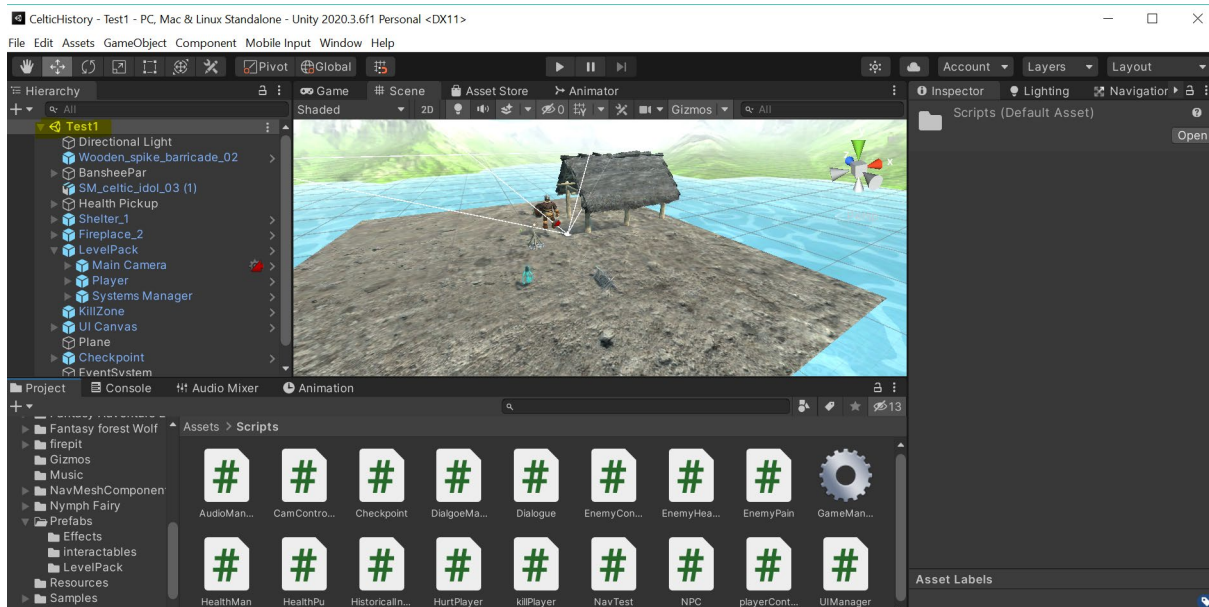 CelticHistory - Test1 - PC, Mac & Linux Standalone - Unity 2020.3.6f1 Personal <DX11>
File Edit Assets GameObject Component Mobile Input Window Help
Pivot Global Account Layers Layout
Hierarchy
All
Test1
Directional Light
Wooden_spike_barricade_02
BansheePar
SM_celtic_idol_03 (1)
Health Pickup
Shelter_1
Fireplace_2
LevelPack
Main Camera
Player
Systems Manager
KillZone
UI Canvas
Plane
Checkpoint
EventSystem
Game Scene Asset Store Animator
Shaded 2D 0 Gizmos All
x
Inspector Lighting Navigation
Scripts (Default Asset)
Open
Project Console Audio Mixer Animation
13
Fantasy forest Wolf
firepit
Gizmos
Music
NavMeshComponen
Nymph Fairy
Prefabs
Effects
interactables
LevelPack
Resources
Samples
Assets > Scripts
# # # # # # # #
AudioMan... CamContro... Checkpoint DialgoeMa... Dialogue EnemyCon... EnemyHea... EnemyPain GameMan...
# # # # # # # # #
HealthMan HealthPu HistoricalIn... HurtPlayer killPlayer NavTest NPC playerCont... UIManager
Asset Labels